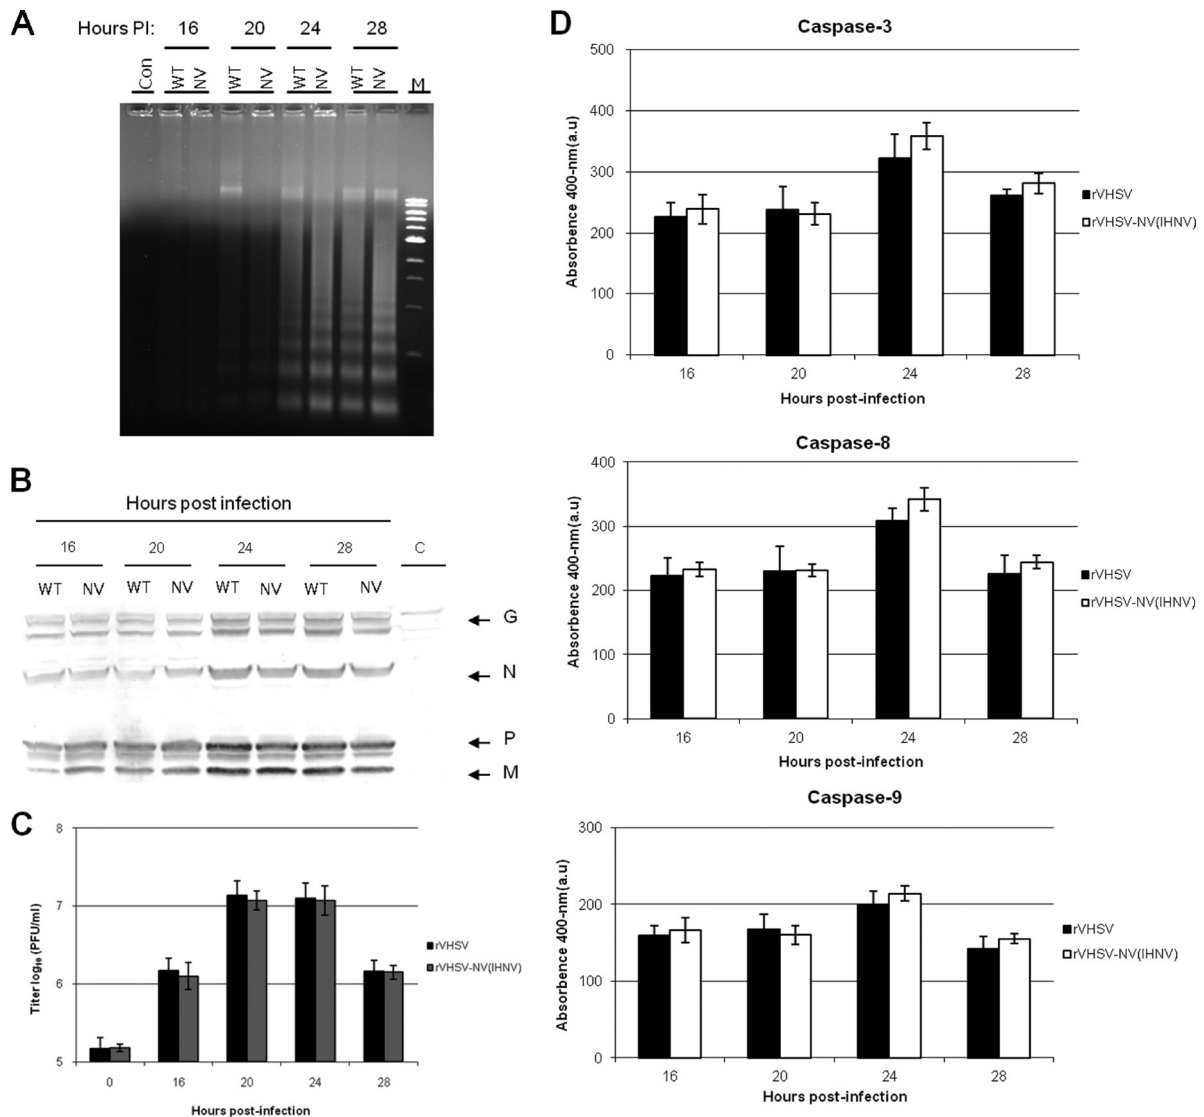 A
Hours PI: 16 20 24 28
Con WT NV WT NV WT NV WT NV M
B
Hours post infection
16 20 24 28 C
WT NV WT NV WT NV WT NV
G
N
P
M
C
8
7
6
5
Titer log₁₀ (PFU/ml)
0 16 20 24 28
Hours post-infection
rVHSV
rVHSV-NV(IHNV)
D
Caspase-3
500
400
300
200
100
0
Absorbence 400-nm(a.u)
16 20 24 28
Hours post-infection
rVHSV
rVHSV-NV(IHNV)
Caspase-8
400
300
200
100
0
Absorbence 400-nm(a.u)
16 20 24 28
Hours post-infection
rVHSV
rVHSV-NV(IHNV)
Caspase-9
300
200
100
0
Absorbence 400-nm(a.u)
16 20 24 28
Hours post-infection
rVHSV
rVHSV-NV(IHNV)